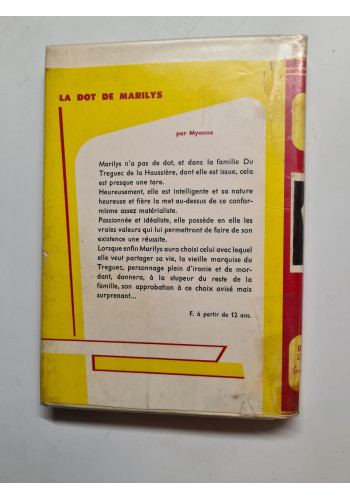 LA DOT DE MARILYS
par Myonne
Marilys n'a pas de dot, et dans la famille Du
Treguec de la Haussière, dont elle est issue, cela
est presque une tare.
Heureusement, elle est intelligente et sa nature
heureuse et fière la met au-dessus de ce confor-
misme assez matérialiste.
Passionnée et idéaliste, elle possède en elle les
vraies valeurs qui lui permettront de faire de son
existence une réussite.
Lorsque enfin Marilys aura choisi celui avec lequel
elle veut partager sa vie, la vieille marquise du
Treguec, personnage plein d'ironie et de mor-
dant, donnera, à la stupeur du reste de la
famille, son approbation à ce choix avisé mais
surprenant...
F. à partir de 12 ans.